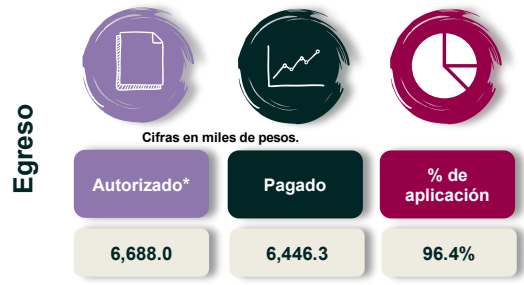 Egreso
Cifras en miles de pesos.
Autorizado*
Pagado
% de
aplicación
6,688.0
6,446.3
96.4%